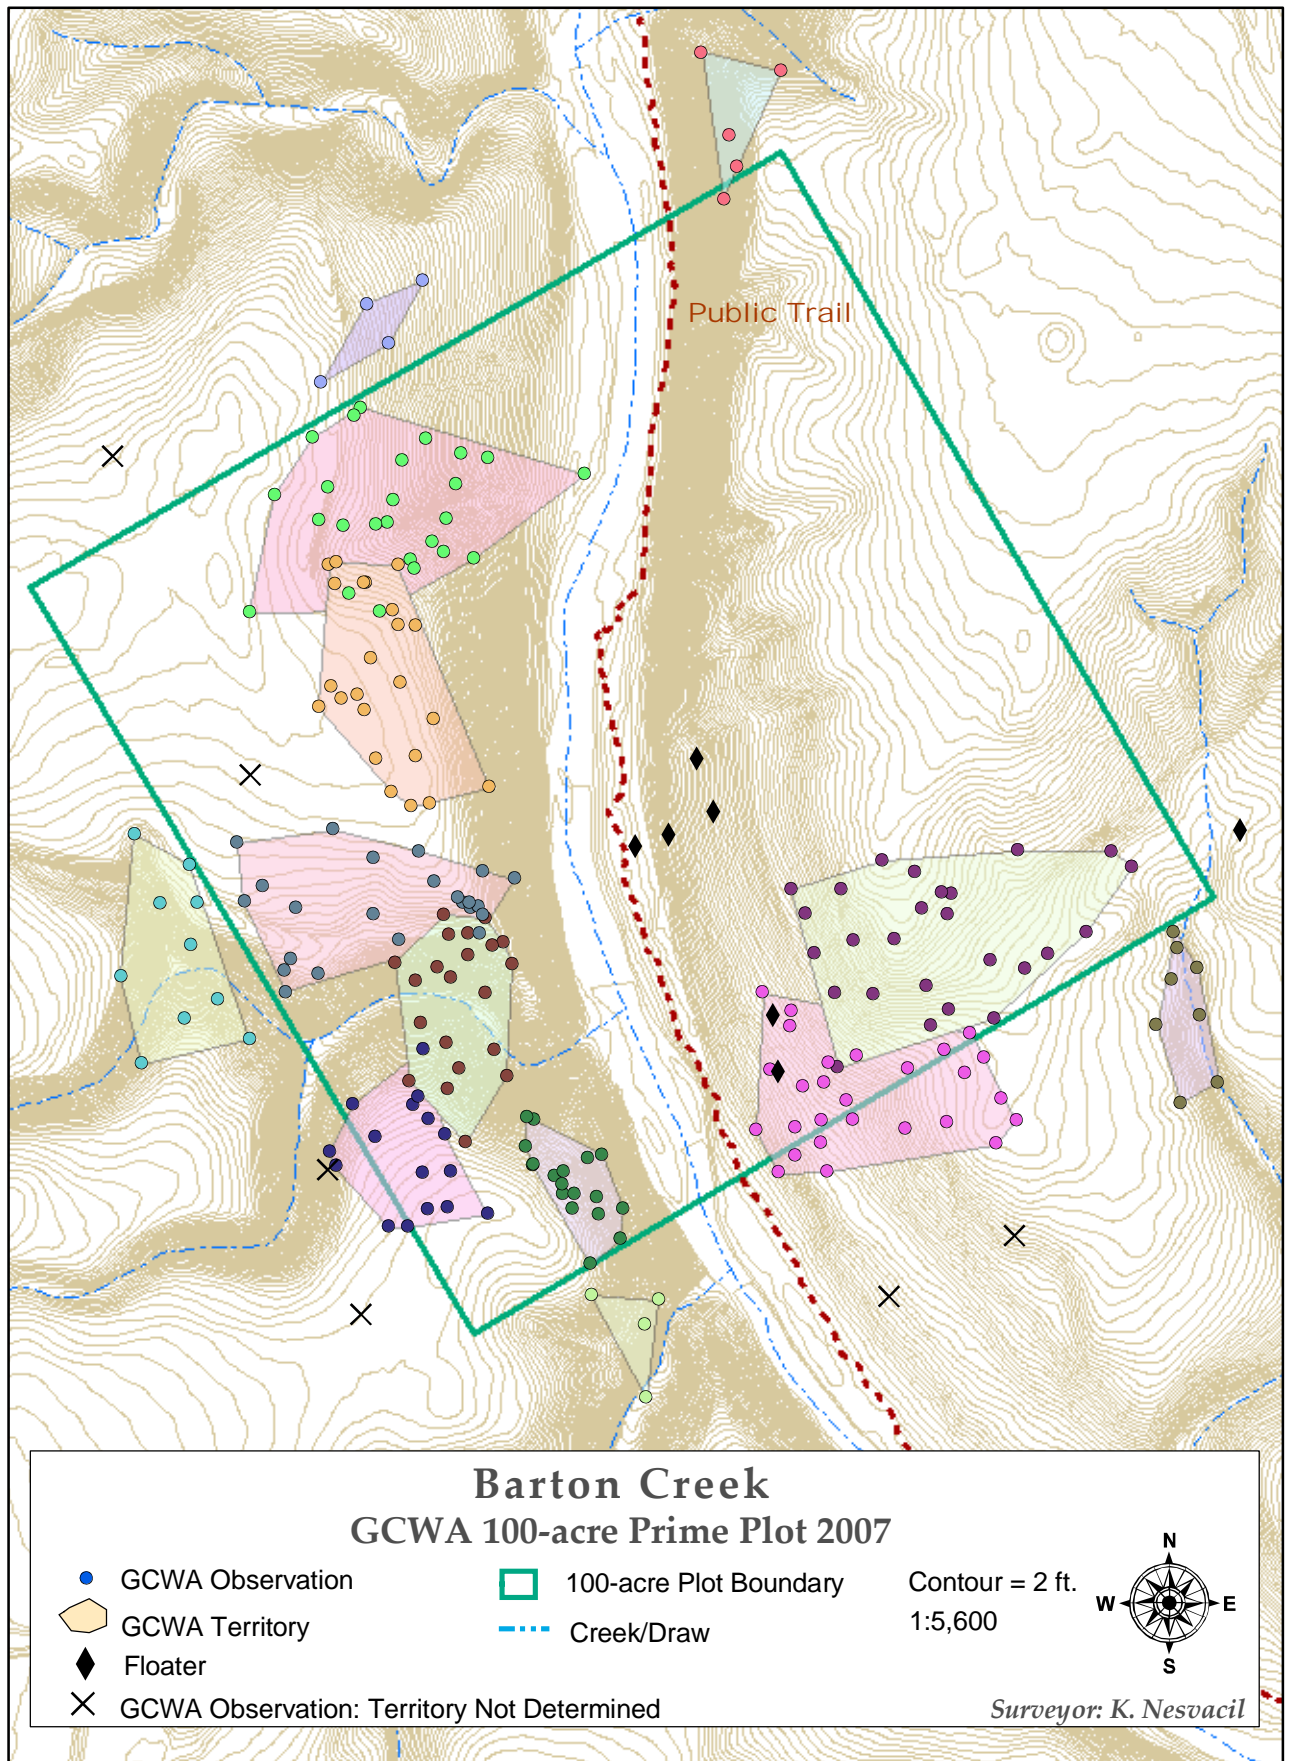 Public Trail
Barton Creek
GCWA 100-acre Prime Plot 2007
GCWA Observation
GCWA Territory
Floater
GCWA Observation: Territory Not Determined
100-acre Plot Boundary
Creek/Draw
Contour = 2 ft.
1:5,600
N
W E
S
Surveyor: K. Nesvacil